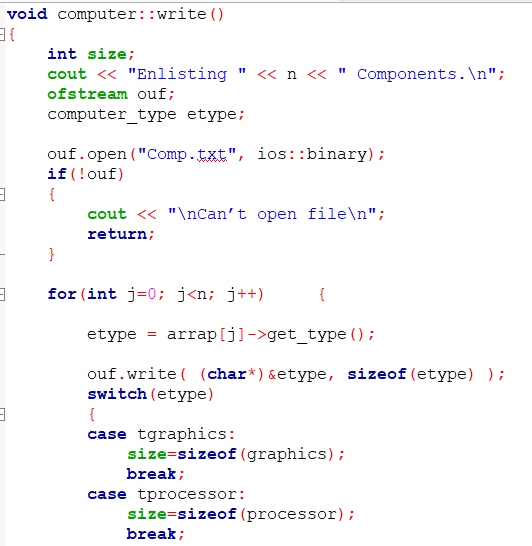 void computer::write()
{
int size;
cout << "Enlisting " << n << " Components.\n";
ofstream ouf;
computer_type etype;
ouf.open("Comp.txt", ios::binary);
if(!ouf)
{
cout << "\nCan’t open file\n";
return;
}
for(int j=0; j<n; j++) {
etype = arrap[j]->get_type();
ouf.write( (char*)&etype, sizeof(etype) );
switch(etype)
{
case tgraphics:
size=sizeof(graphics);
break;
case tprocessor:
size=sizeof(processor);
break;